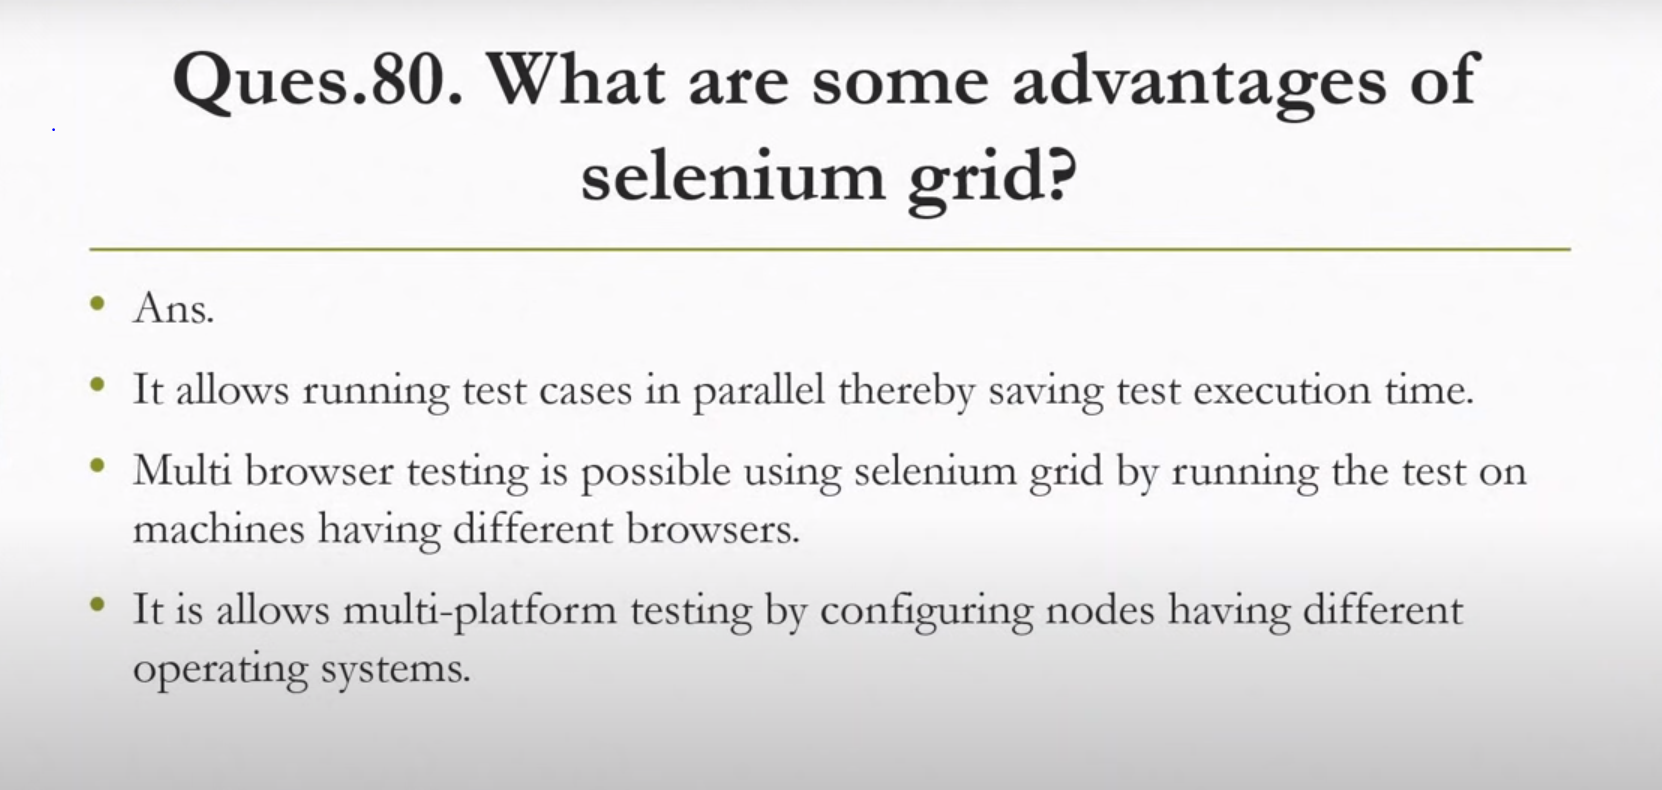 Ques.80. What are some advantages of
selenium grid?
Ans.
It allows running test cases in parallel thereby saving test execution time.
Multi browser testing is possible using selenium grid by running the test on
machines having different browsers.
It is allows multi-platform testing by configuring nodes having different
operating systems.